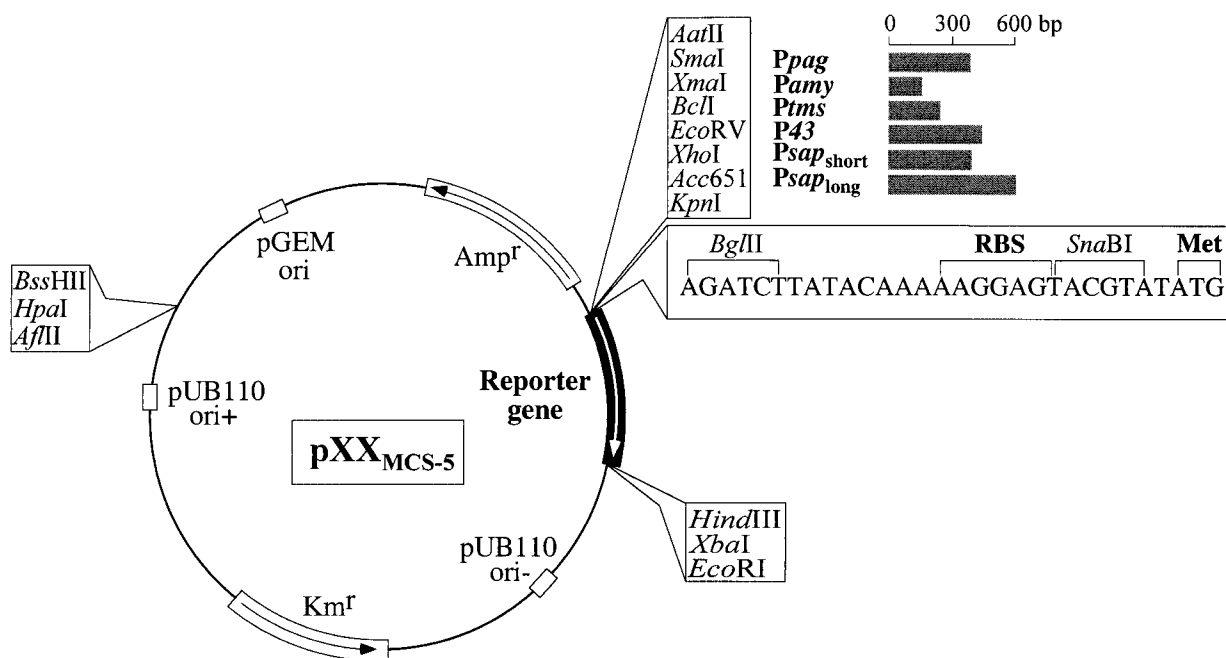 0 300 600 bp
AatII
SmaI
XmaI
BclI
EcoRV
XhoI
Acc651
KpnI
Ppag
Pamy
Ptms
P43
Psapshort
Psaplong
BglII RBS SnaBI Met
AGATCTTATACAAAAAGGAGTACGTATATG
pGEM
ori
Ampr
BssHII
HpaI
AflII
pUB110
ori+
Reporter
gene
pXXMCS-5
HindIII
XbaI
EcoRI
pUB110
ori-
Kmr